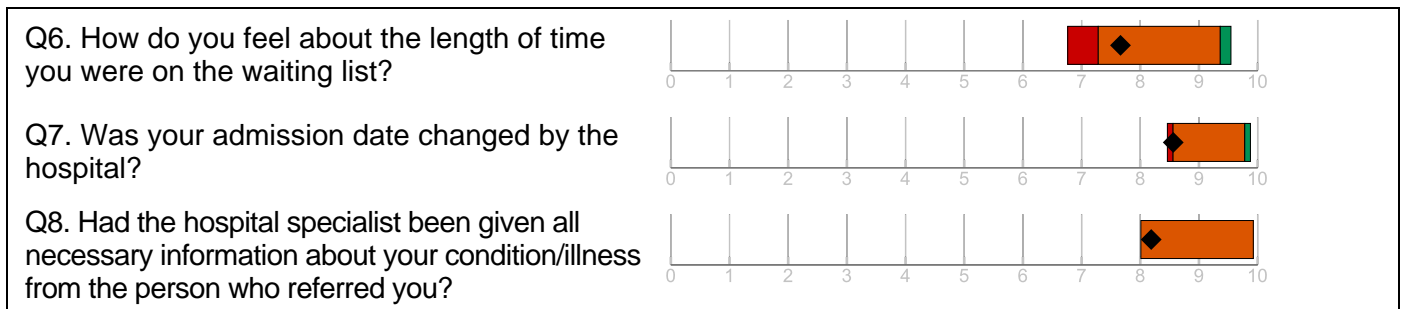 Q6. How do you feel about the length of time
you were on the waiting list?
0 1 2 3 4 5 6 7 8 9 10
Q7. Was your admission date changed by the
hospital?
0 1 2 3 4 5 6 7 8 9 10
Q8. Had the hospital specialist been given all
necessary information about your condition/illness
from the person who referred you?
0 1 2 3 4 5 6 7 8 9 10